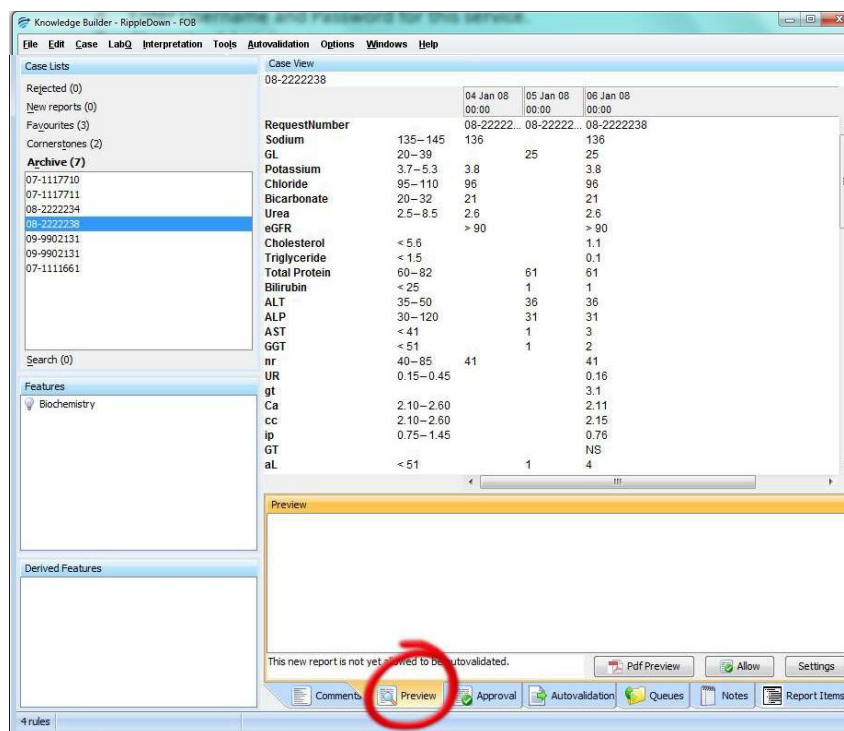 Enter Username and Password for this service.
Knowledge Builder - RippleDown - FOB
File Edit Case LabQ Interpretation Tools Autovalidation Options Windows Help
Case Lists
Rejected (0)
New reports (0)
Favourites (3)
Cornerstones (2)
Archive (7)
07-1117710
07-1117711
08-2222234
08-2222238
09-9902131
09-9902131
07-1111661
Search (0)
Features
Biochemistry
Derived Features
Case View
08-2222238
04 Jan 08 05 Jan 08 06 Jan 08
00:00 00:00 00:00
RequestNumber 08-22222... 08-22222... 08-2222238
Sodium 135–145 136 136
GL 20–39 25 25
Potassium 3.7–5.3 3.8 3.8
Chloride 95–110 96 96
Bicarbonate 20–32 21 21
Urea 2.5–8.5 2.6 2.6
eGFR > 90 > 90
Cholesterol < 5.6 1.1
Triglyceride < 1.5 0.1
Total Protein 60–82 61 61
Bilirubin < 25 1 1
ALT 35–50 36 36
ALP 30–120 31 31
AST < 41 1 3
GGT < 51 1 2
nr 40–85 41 41
UR 0.15–0.45 0.16
gt 3.1
Ca 2.10–2.60 2.11
cc 2.10–2.60 2.15
ip 0.75–1.45 0.76
GT NS
aL < 51 1 4
Preview
This new report is not yet allowed to be autovalidated.
Pdf Preview Allow Settings
Comments Preview Approval Autovalidation Queues Notes Report Items
4 rules